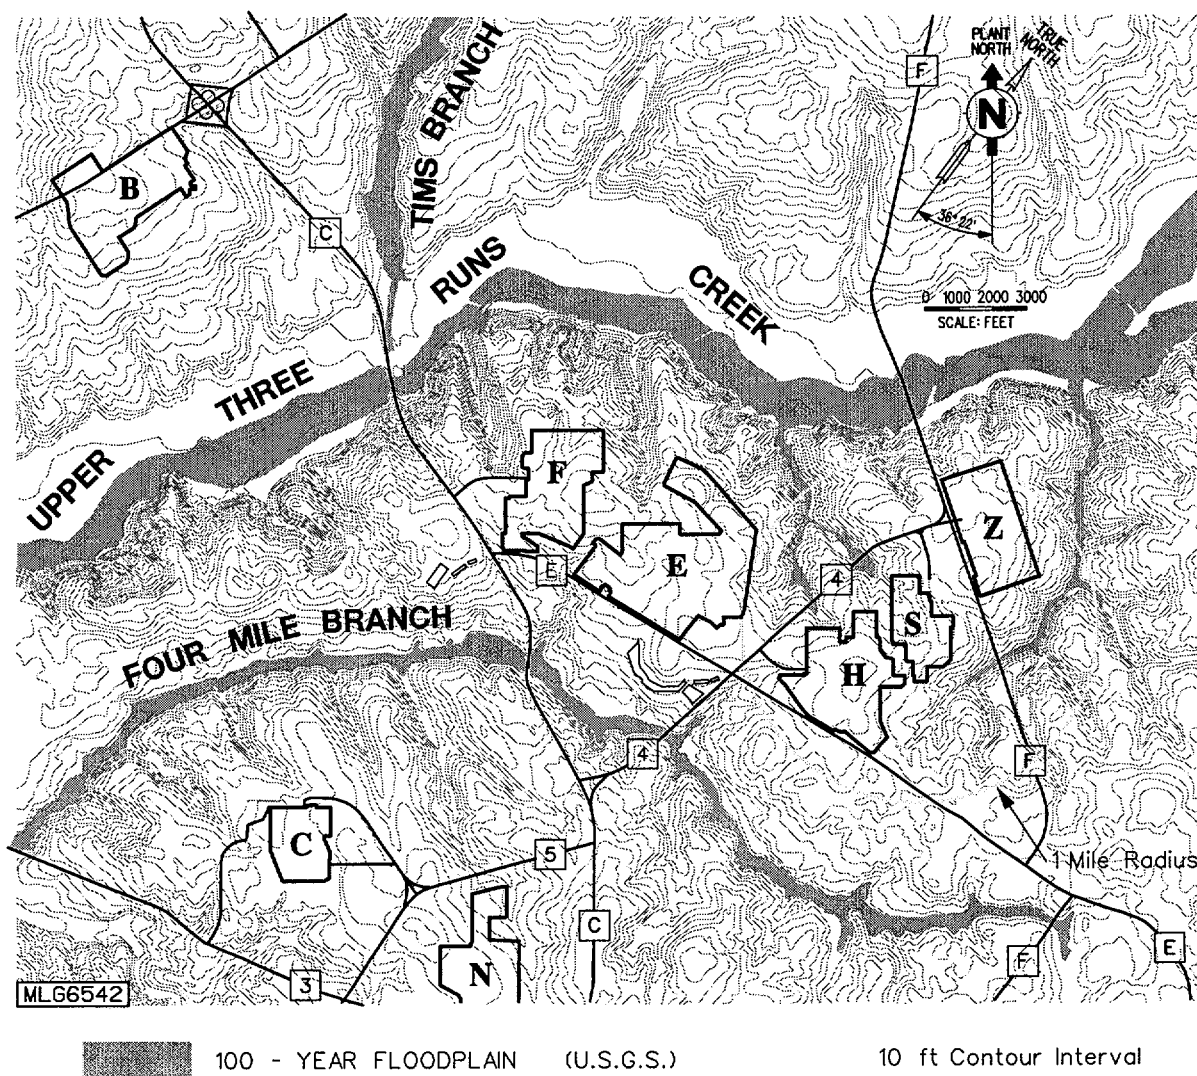 PLANT
NORTH
TRUE
NORTH
N
36° 22'
0 1000 2000 3000
SCALE: FEET
F
TIMS BRANCH
B
C
UPPER THREE RUNS CREEK
F
E
E
Z
4
S
H
FOUR MILE BRANCH
4
F
1 Mile Radius
C
5
C
N
3
F
E
MLG6542
100 - YEAR FLOODPLAIN (U.S.G.S.)
10 ft Contour Interval